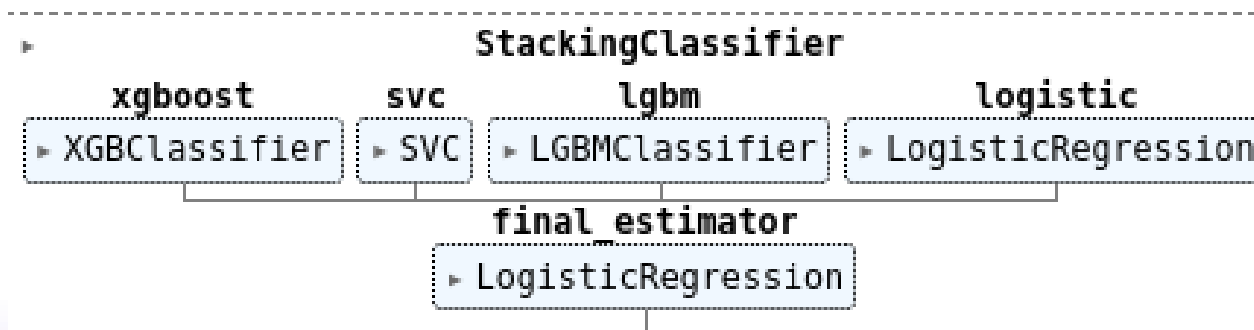 StackingClassifier
xgboost svc lgbm logistic
XGBClassifier SVC LGBMClassifier LogisticRegression
final_estimator
LogisticRegression